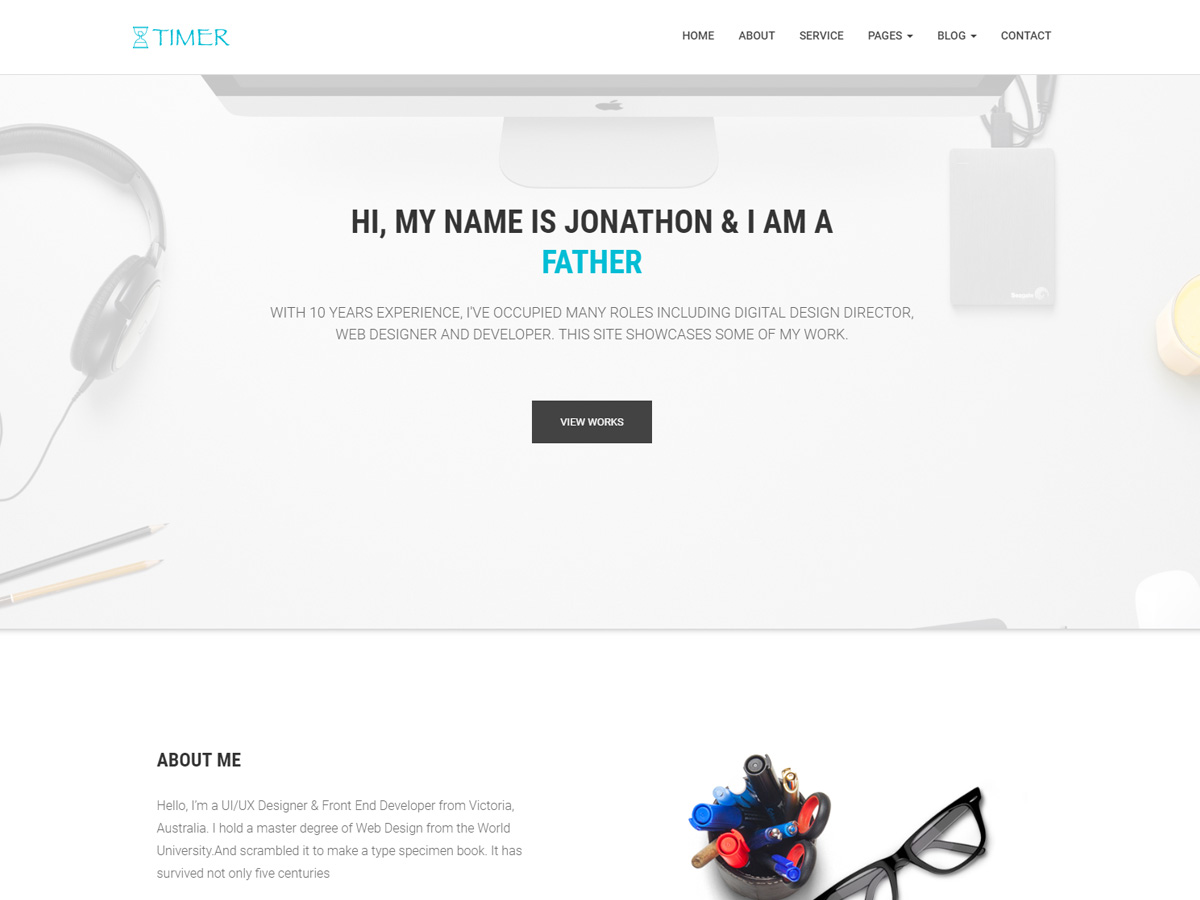 TIMER
HOME ABOUT SERVICE PAGES BLOG CONTACT
HI, MY NAME IS JONATHON & I AM A
FATHER
WITH 10 YEARS EXPERIENCE, I'VE OCCUPIED MANY ROLES INCLUDING DIGITAL DESIGN DIRECTOR,
WEB DESIGNER AND DEVELOPER. THIS SITE SHOWCASES SOME OF MY WORK.
VIEW WORKS
ABOUT ME
Hello, I'm a UI/UX Designer & Front End Developer from Victoria,
Australia. I hold a master degree of Web Design from the World
University.And scrambled it to make a type specimen book. It has
survived not only five centuries